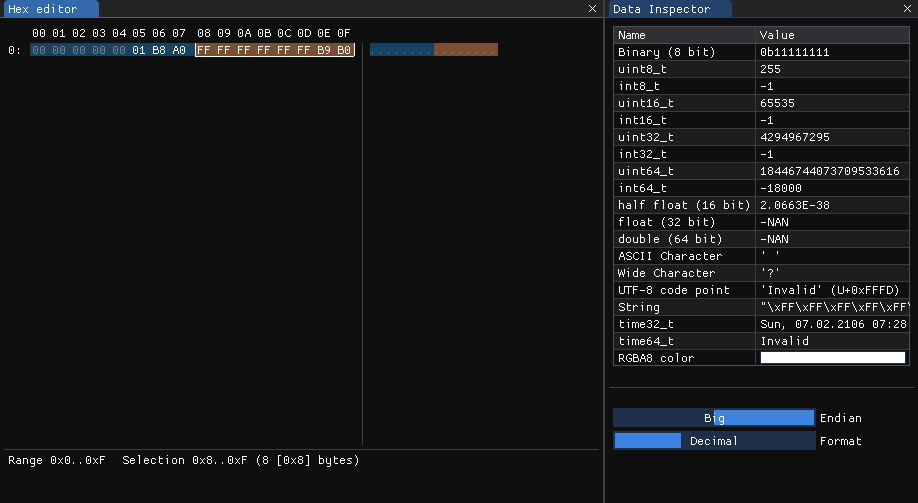 Hex editor
00 01 02 03 04 05 06 07 08 09 0A 0B 0C 0D 0E 0F
0: 00 00 00 00 00 01 B8 A0 FF FF FF FF FF FF B9 B0 ................
Range 0x0..0xF Selection 0x8..0xF (8 [0x8] bytes)
Data Inspector
Name Value
Binary (8 bit) 0b11111111
uint8_t 255
int8_t -1
uint16_t 65535
int16_t -1
uint32_t 4294967295
int32_t -1
uint64_t 18446744073709533616
int64_t -18000
half float (16 bit) 2.0663E-38
float (32 bit) -NAN
double (64 bit) -NAN
ASCII Character ' '
Wide Character '?'
UTF-8 code point 'Invalid' (U+0xFFFD)
String "\xFF\xFF\xFF\xFF\xFF\
time32_t Sun, 07.02.2106 07:28
time64_t Invalid
RGBA8 color
Big Endian
Decimal Format